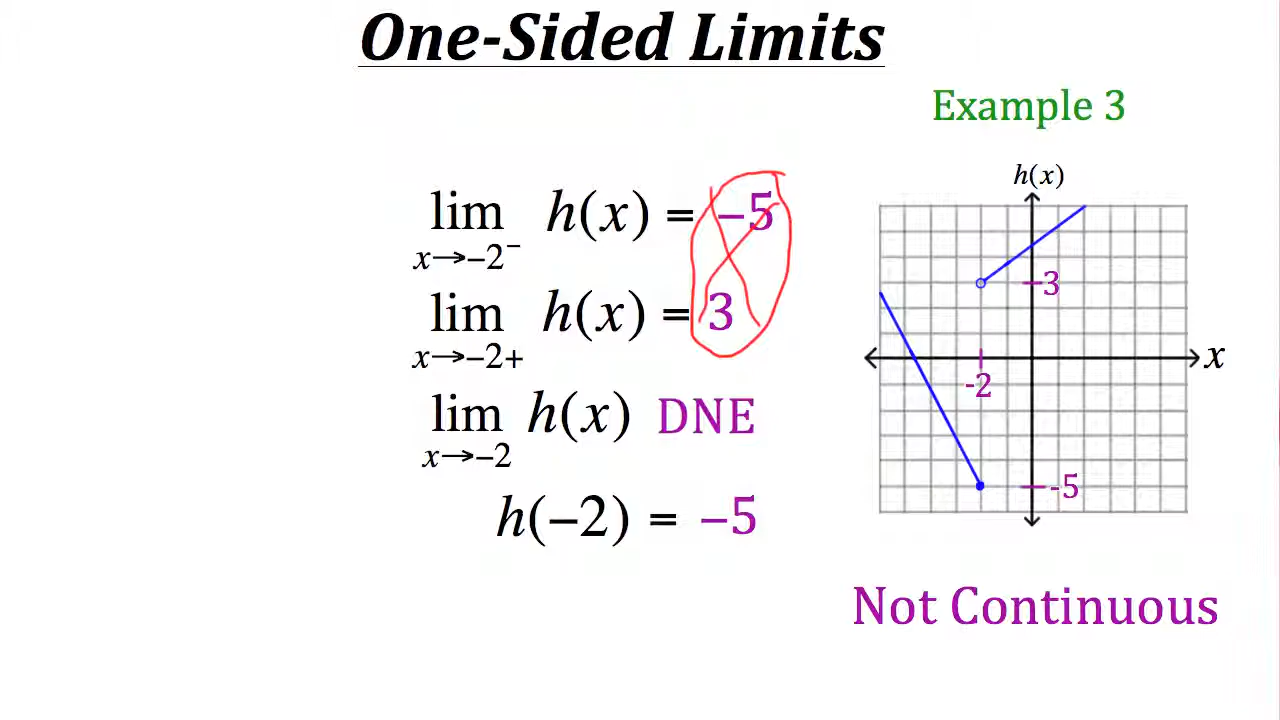 One-Sided Limits
Example 3
lim h(x) = −5
x→−2⁻
lim h(x) = 3
x→−2+
lim h(x) DNE
x→−2
h(−2) = −5
h(x)
3
x
-2
-5
Not Continuous